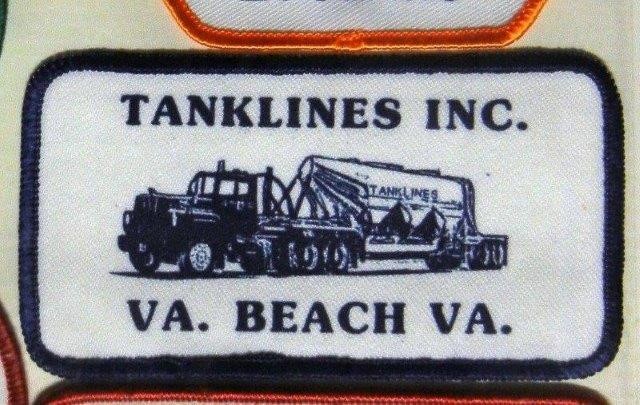 TANKLINES INC.
TANKLINES
VA. BEACH VA.